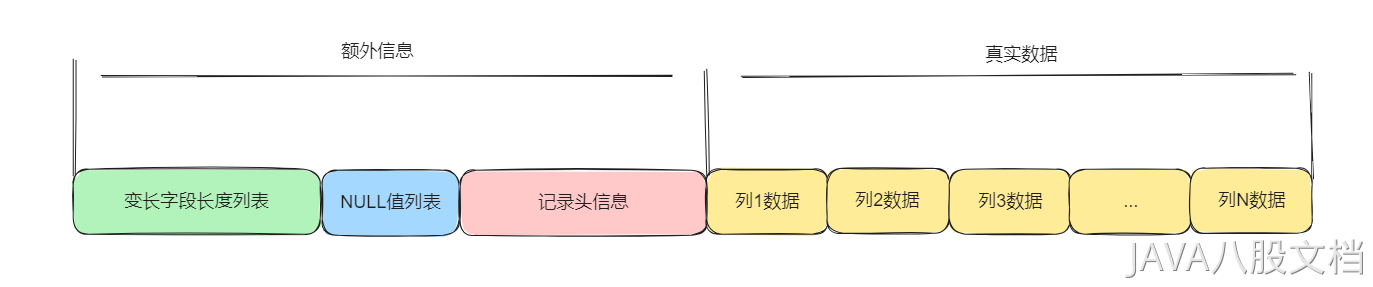 额外信息
真实数据
变长字段长度列表
NULL值列表
记录头信息
列1数据
列2数据
列3数据
...
列N数据
JAVA八股文档